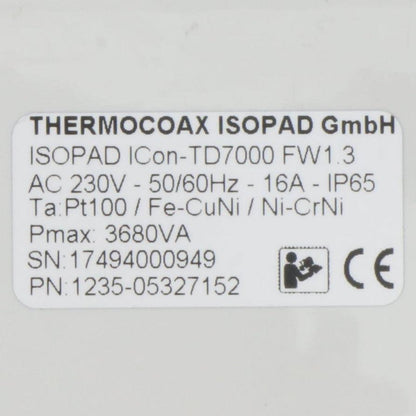 THERMOCOAX ISOPAD GmbH
ISOPAD ICon-TD7000 FW1.3
AC 230V - 50/60Hz - 16A - IP65
Ta:Pt100 / Fe-CuNi / Ni-CrNi
Pmax: 3680VA
SN:17494000949
PN:1235-05327152
CE